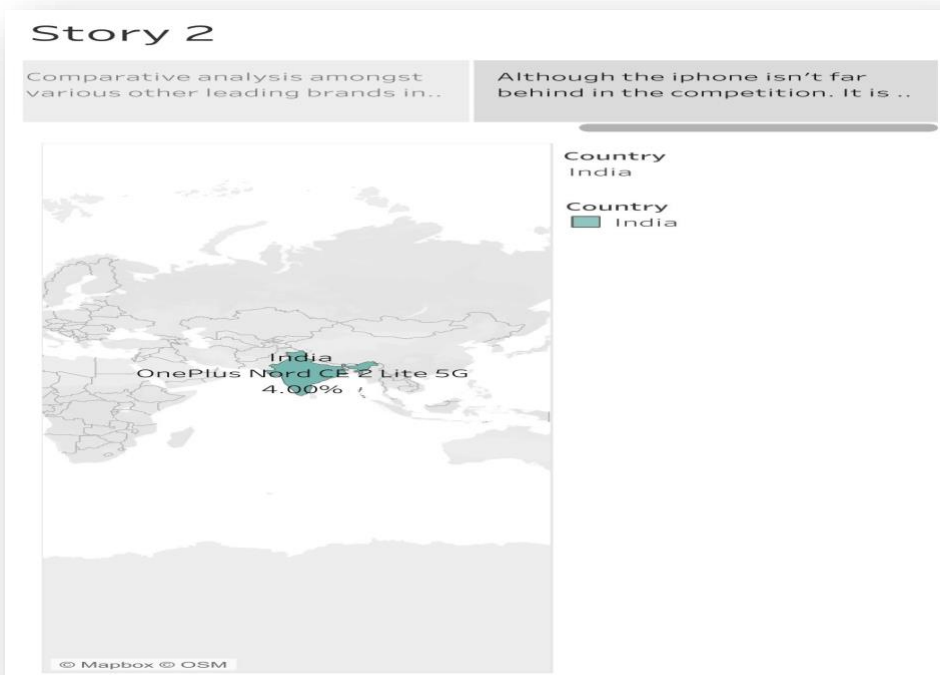 Story 2
Comparative analysis amongst
various other leading brands in..
Although the iphone isn't far
behind in the competition. It is ..
Country
India
Country
India
India
OnePlus Nord CE 2 Lite 5G
4.00%
© Mapbox © OSM